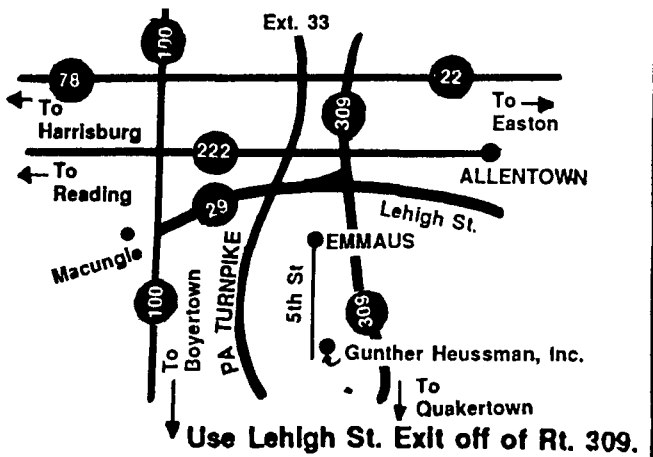 Ext. 33
100
78
22
To
Harrisburg
309
To
Easton
222
To
Reading
ALLENTOWN
29
Lehigh St.
Macungie
EMMAUS
PA TURNPIKE
5th St
100
To
Boyertown
309
Gunther Heussman, Inc.
To
Quakertown
Use Lehigh St. Exit off of Rt. 309.